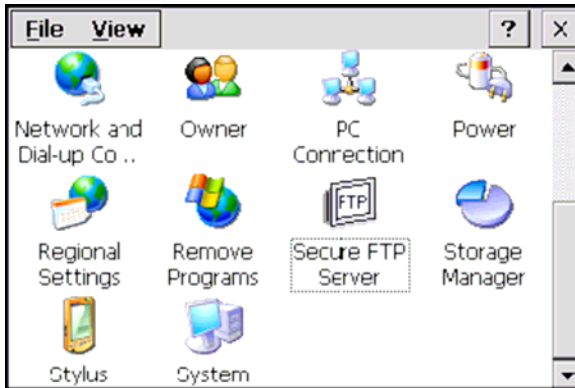 File View ? ×
Network and Owner PC Power
Dial-up Co .. Connection
FTP
Regional Remove Secure FTP Storage
Settings Programs Server Manager
Stylus System